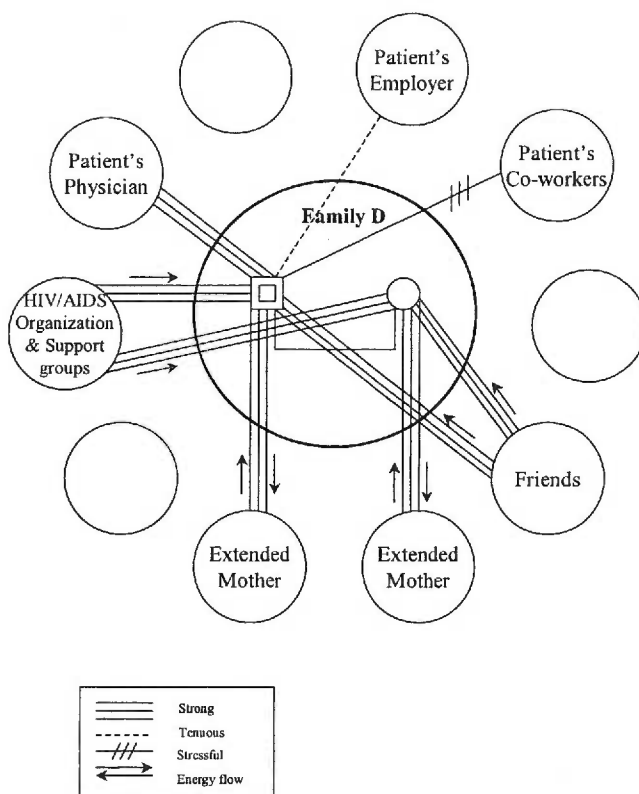 Patient's
Employer
Patient's
Physician
Patient's
Co-workers
Family D
HIV/AIDS
Organization
& Support
groups
Friends
Extended
Mother
Extended
Mother
Strong
Tenuous
Stressful
Energy flow